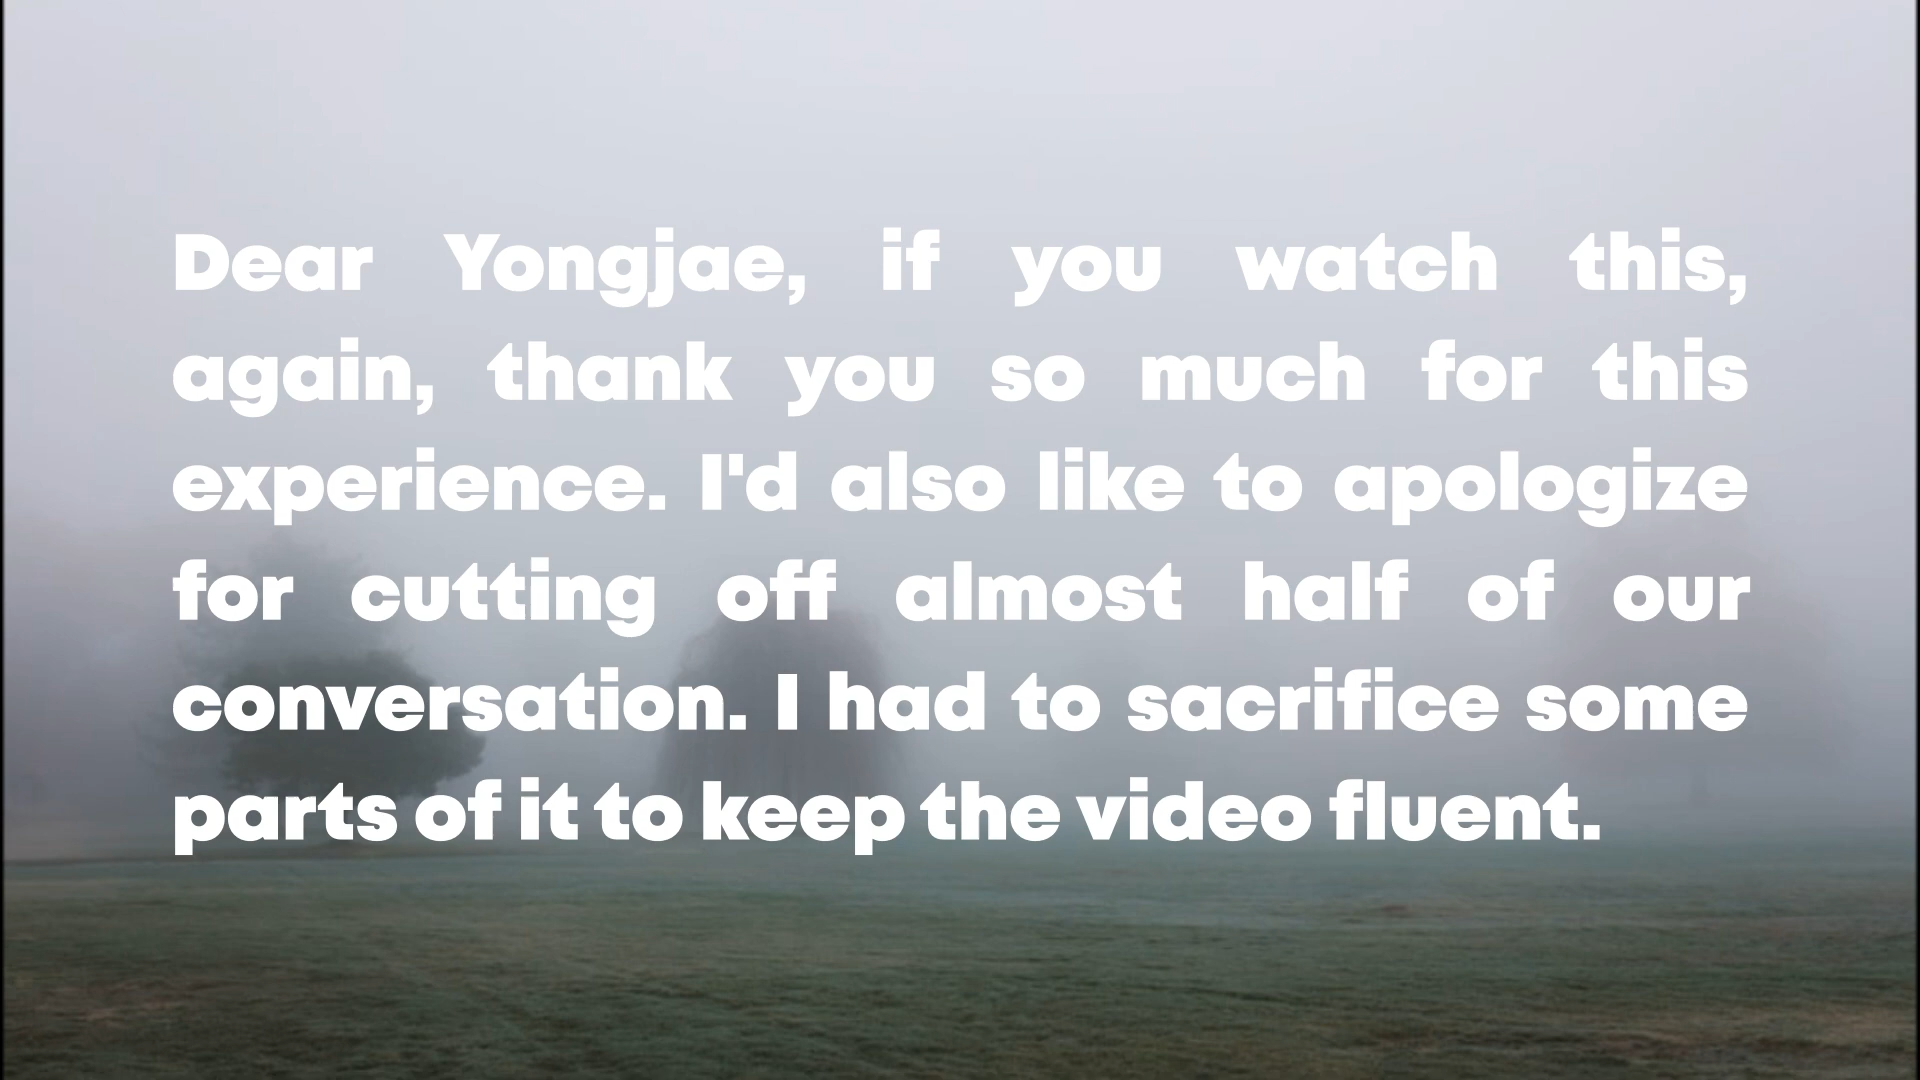 Dear Yongjae, if you watch this,
again, thank you so much for this
experience. I'd also like to apologize
for cutting off almost half of our
conversation. I had to sacrifice some
parts of it to keep the video fluent.